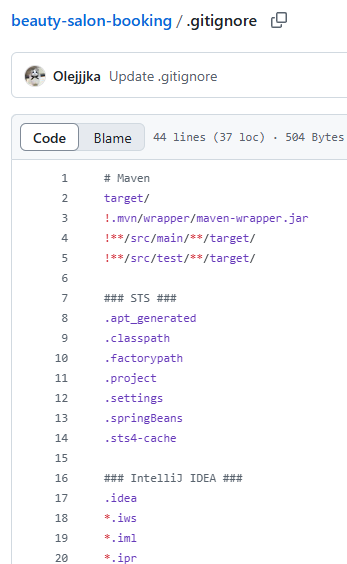 beauty-salon-booking / .gitignore
Olejjjka Update .gitignore
Code Blame 44 lines (37 loc) · 504 Bytes
1 # Maven
2 target/
3 !.mvn/wrapper/maven-wrapper.jar
4 !**/src/main/**/target/
5 !**/src/test/**/target/
6
7 ### STS ###
8 .apt_generated
9 .classpath
10 .factorypath
11 .project
12 .settings
13 .springBeans
14 .sts4-cache
15
16 ### IntelliJ IDEA ###
17 .idea
18 *.iws
19 *.iml
20 *.ipr